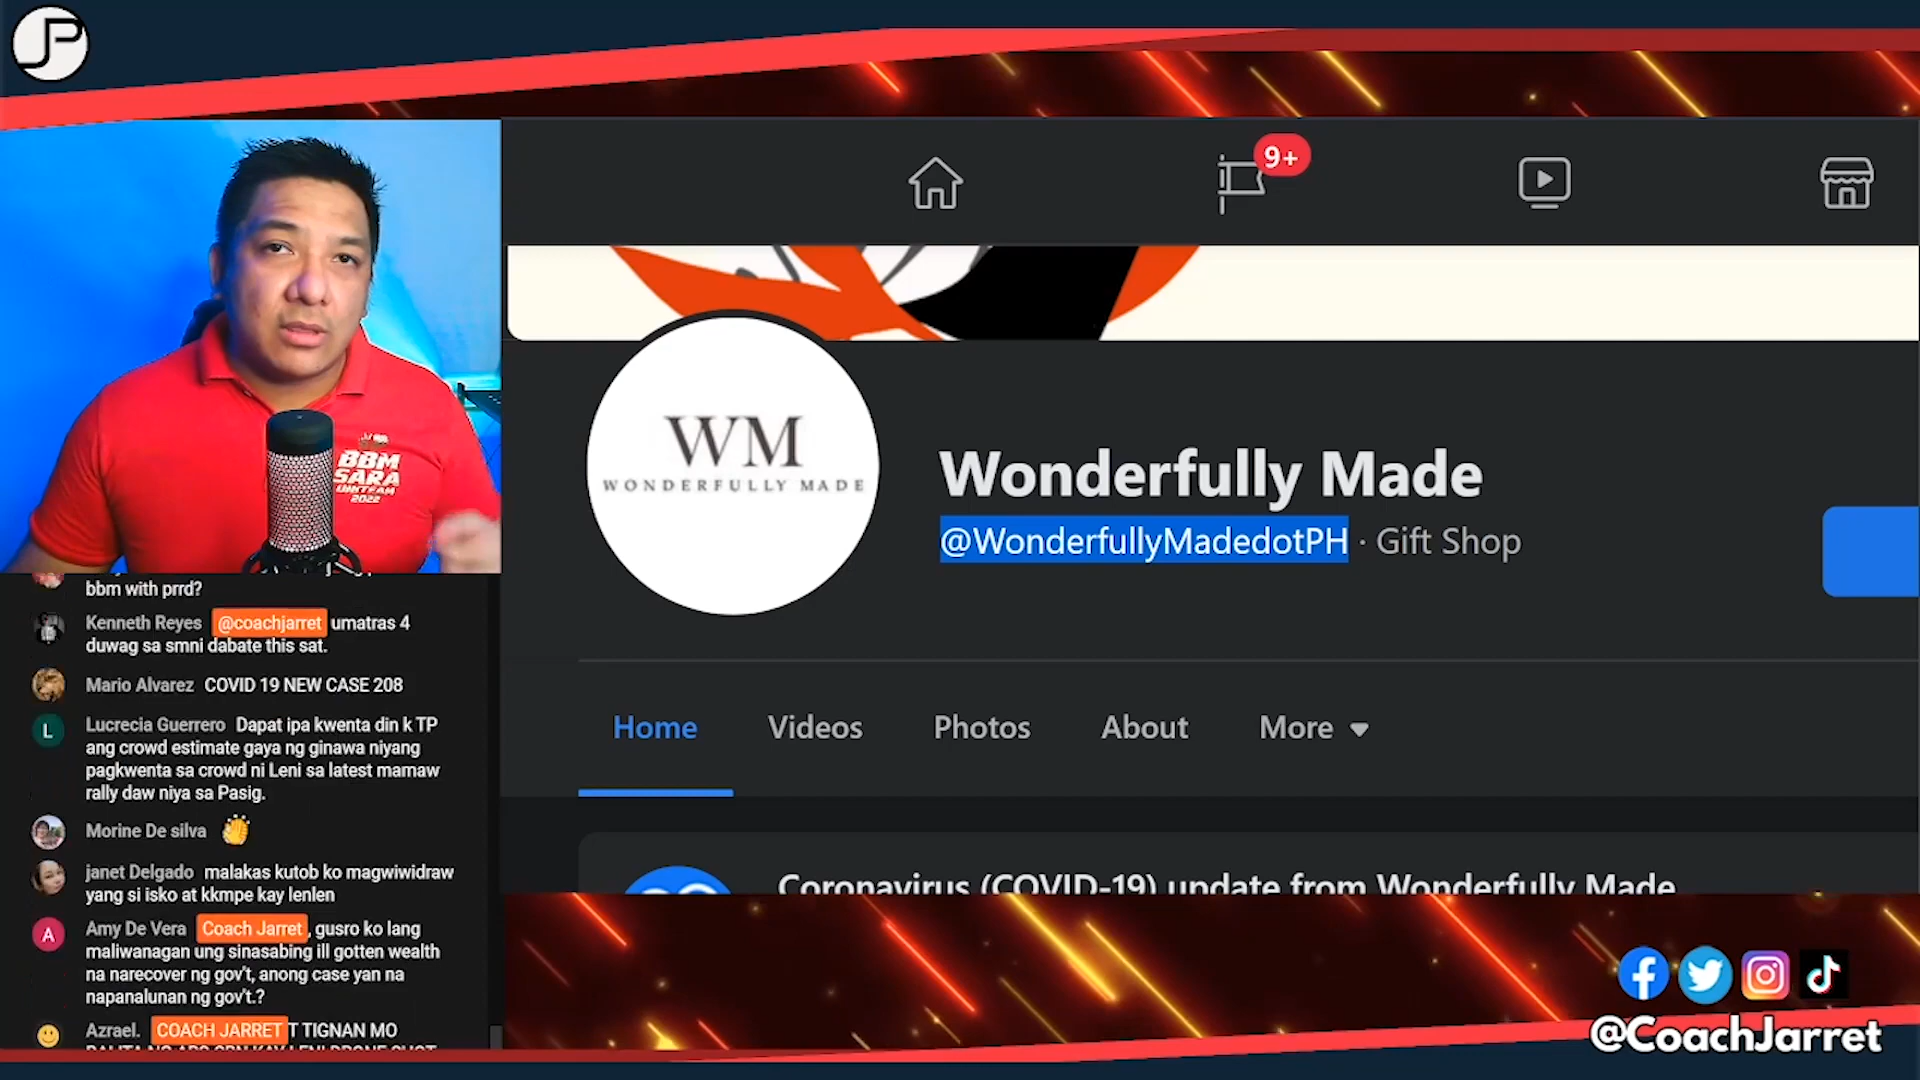 JP
9+
WM
WONDERFULLY MADE
Wonderfully Made
@WonderfullyMadedotPH · Gift Shop
Home
Videos
Photos
About
More
Coronavirus (COVID-19) update from Wonderfully Made
BBM
SARA
UNITEAM
2022
bbm with prrd?
Kenneth Reyes @coachjarret umatras 4
duwag sa smni dabate this sat.
Mario Alvarez COVID 19 NEW CASE 208
Lucrecia Guerrero Dapat ipa kwenta din k TP
ang crowd estimate gaya ng ginawa niyang
pagkwenta sa crowd ni Leni sa latest mamaw
rally daw niya sa Pasig.
Morine De silva
janet Delgado malakas kutob ko magwiwidraw
yang si isko at kkmpe kay lenlen
A
Amy De Vera Coach Jarret, gusro ko lang
maliwanagan ung sinasabing ill gotten wealth
na narecover ng gov't, anong case yan na
napanalunan ng gov't.?
Azrael. COACH JARRET T TIGNAN MO
L
@CoachJarret